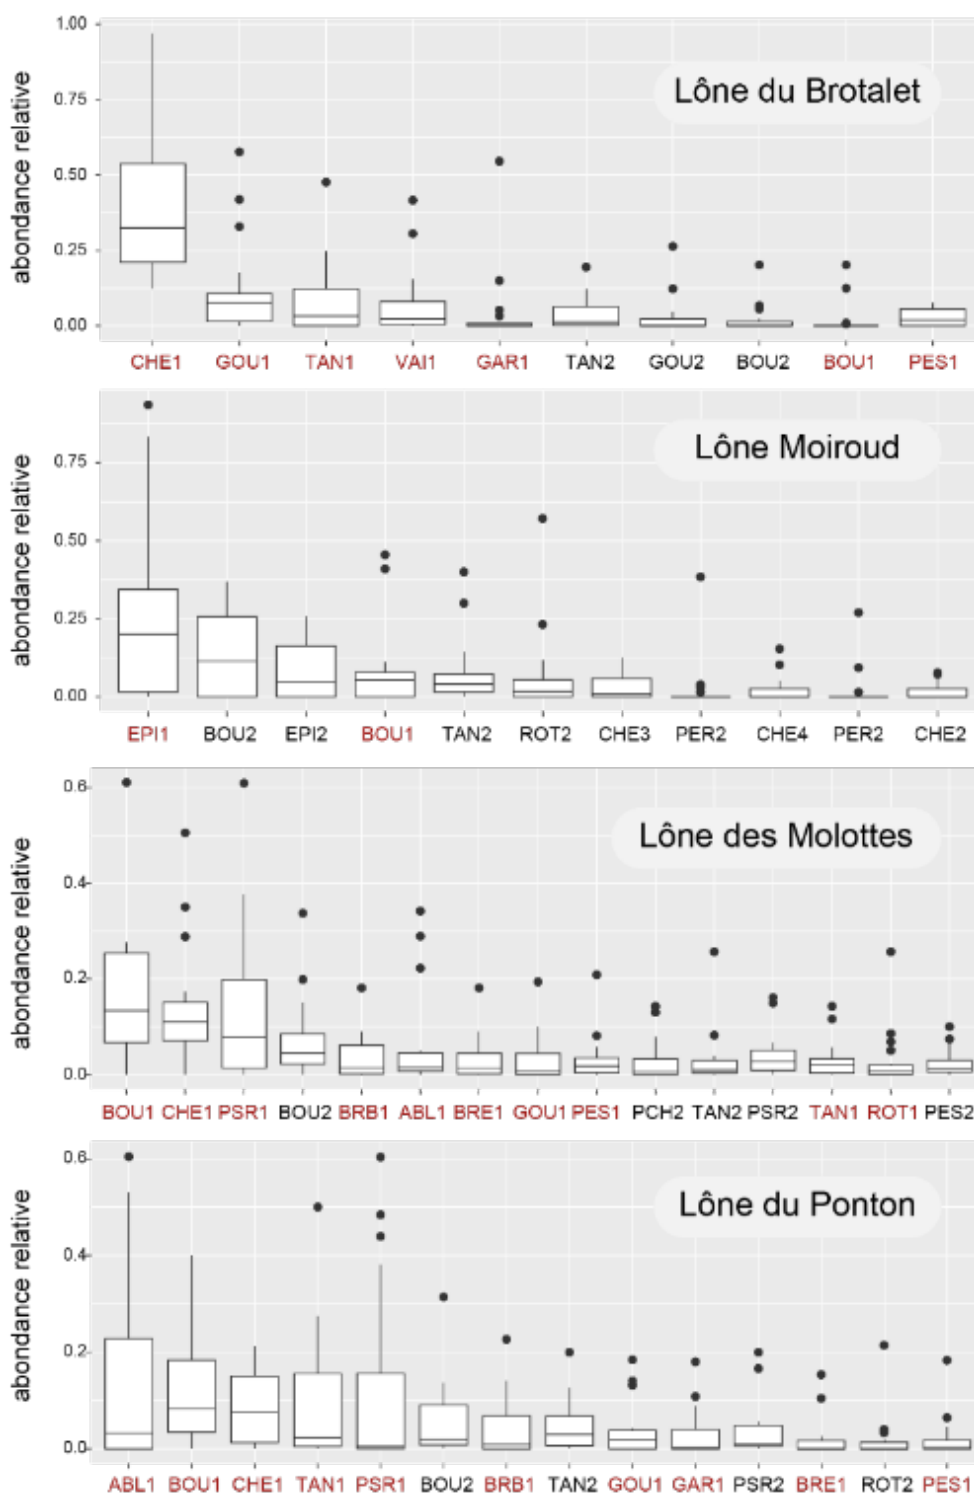 Lône du Brotalet
abondance relative
1.00
0.75
0.50
0.25
0.00
CHE1 GOU1 TAN1 VAI1 GAR1 TAN2 GOU2 BOU2 BOU1 PES1
Lône Moiroud
abondance relative
0.75
0.50
0.25
0.00
EPI1 BOU2 EPI2 BOU1 TAN2 ROT2 CHE3 PER2 CHE4 PER2 CHE2
Lône des Molottes
abondance relative
0.6
0.4
0.2
0.0
BOU1 CHE1 PSR1 BOU2 BRB1 ABL1 BRE1 GOU1 PES1 PCH2 TAN2 PSR2 TAN1 ROT1 PES2
Lône du Ponton
abondance relative
0.6
0.4
0.2
0.0
ABL1 BOU1 CHE1 TAN1 PSR1 BOU2 BRB1 TAN2 GOU1 GAR1 PSR2 BRE1 ROT2 PES1